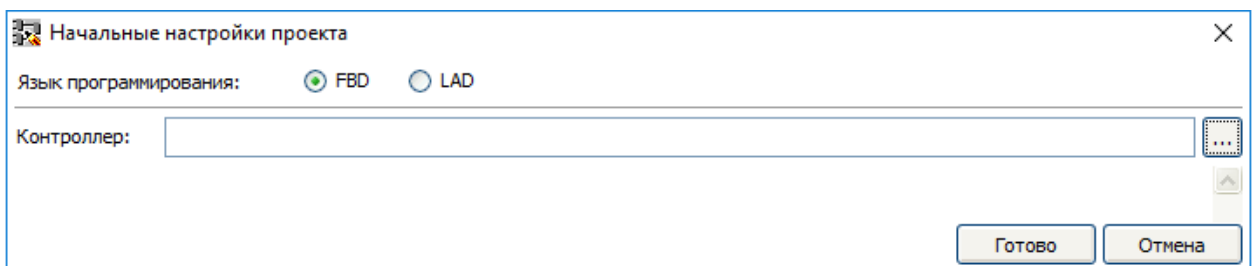 Начальные настройки проекта
Язык программирования: FBD LAD
Контроллер: ...
Готово Отмена